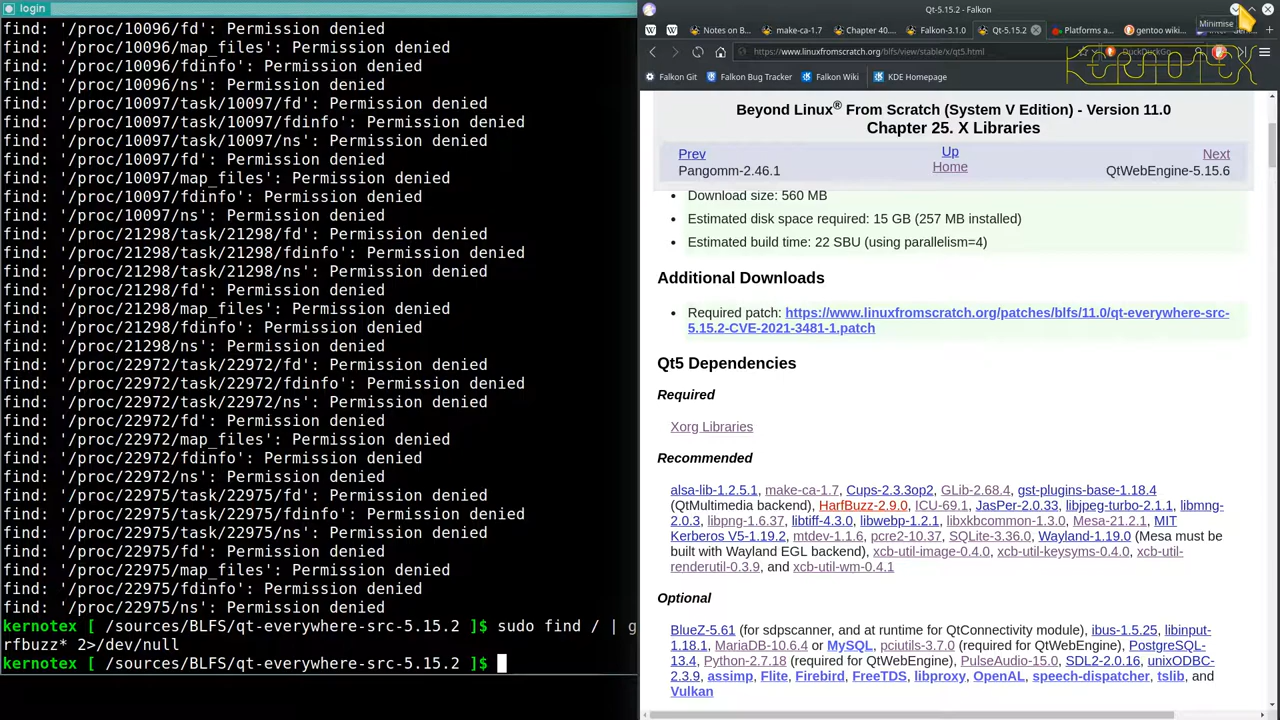 login
find: '/proc/10096/fd': Permission denied
find: '/proc/10096/map_files': Permission denied
find: '/proc/10096/fdinfo': Permission denied
find: '/proc/10096/ns': Permission denied
find: '/proc/10097/task/10097/fd': Permission denied
find: '/proc/10097/task/10097/fdinfo': Permission denied
find: '/proc/10097/task/10097/ns': Permission denied
find: '/proc/10097/fd': Permission denied
find: '/proc/10097/map_files': Permission denied
find: '/proc/10097/fdinfo': Permission denied
find: '/proc/10097/ns': Permission denied
find: '/proc/21298/task/21298/fd': Permission denied
find: '/proc/21298/task/21298/fdinfo': Permission denied
find: '/proc/21298/task/21298/ns': Permission denied
find: '/proc/21298/fd': Permission denied
find: '/proc/21298/map_files': Permission denied
find: '/proc/21298/fdinfo': Permission denied
find: '/proc/21298/ns': Permission denied
find: '/proc/22972/task/22972/fd': Permission denied
find: '/proc/22972/task/22972/fdinfo': Permission denied
find: '/proc/22972/task/22972/ns': Permission denied
find: '/proc/22972/fd': Permission denied
find: '/proc/22972/map_files': Permission denied
find: '/proc/22972/fdinfo': Permission denied
find: '/proc/22972/ns': Permission denied
find: '/proc/22975/task/22975/fd': Permission denied
find: '/proc/22975/task/22975/fdinfo': Permission denied
find: '/proc/22975/task/22975/ns': Permission denied
find: '/proc/22975/fd': Permission denied
find: '/proc/22975/map_files': Permission denied
find: '/proc/22975/fdinfo': Permission denied
find: '/proc/22975/ns': Permission denied
kernotex [ /sources/BLFS/qt-everywhere-src-5.15.2 ]$ sudo find / | g
rfbuzz* 2>/dev/null
kernotex [ /sources/BLFS/qt-everywhere-src-5.15.2 ]$
Qt-5.15.2 - Falkon
Minimise
Notes on B... make-ca-1.7 Chapter 40.... Falkon-3.1.0 Qt-5.15.2 Platforms a... gentoo wiki...
https://www.linuxfromscratch.org/blfs/view/stable/x/qt5.html
DuckDuckGo
KERNOTEX
Falkon Git Falkon Bug Tracker Falkon Wiki KDE Homepage
Beyond Linux® From Scratch (System V Edition) - Version 11.0
Chapter 25. X Libraries
Prev Up Next
Pangomm-2.46.1 Home QtWebEngine-5.15.6
Download size: 560 MB
Estimated disk space required: 15 GB (257 MB installed)
Estimated build time: 22 SBU (using parallelism=4)
Additional Downloads
Required patch: https://www.linuxfromscratch.org/patches/blfs/11.0/qt-everywhere-src-
5.15.2-CVE-2021-3481-1.patch
Qt5 Dependencies
Required
Xorg Libraries
Recommended
alsa-lib-1.2.5.1, make-ca-1.7, Cups-2.3.3op2, GLib-2.68.4, gst-plugins-base-1.18.4
(QtMultimedia backend), HarfBuzz-2.9.0, ICU-69.1, JasPer-2.0.33, libjpeg-turbo-2.1.1, libmng-
2.0.3, libpng-1.6.37, libtiff-4.3.0, libwebp-1.2.1, libxkbcommon-1.3.0, Mesa-21.2.1, MIT
Kerberos V5-1.19.2, mtdev-1.1.6, pcre2-10.37, SQLite-3.36.0, Wayland-1.19.0 (Mesa must be
built with Wayland EGL backend), xcb-util-image-0.4.0, xcb-util-keysyms-0.4.0, xcb-util-
renderutil-0.3.9, and xcb-util-wm-0.4.1
Optional
BlueZ-5.61 (for sdpscanner, and at runtime for QtConnectivity module), ibus-1.5.25, libinput-
1.18.1, MariaDB-10.6.4 or MySQL, pciutils-3.7.0 (required for QtWebEngine), PostgreSQL-
13.4, Python-2.7.18 (required for QtWebEngine), PulseAudio-15.0, SDL2-2.0.16, unixODBC-
2.3.9, assimp, Flite, Firebird, FreeTDS, libproxy, OpenAL, speech-dispatcher, tslib, and
Vulkan